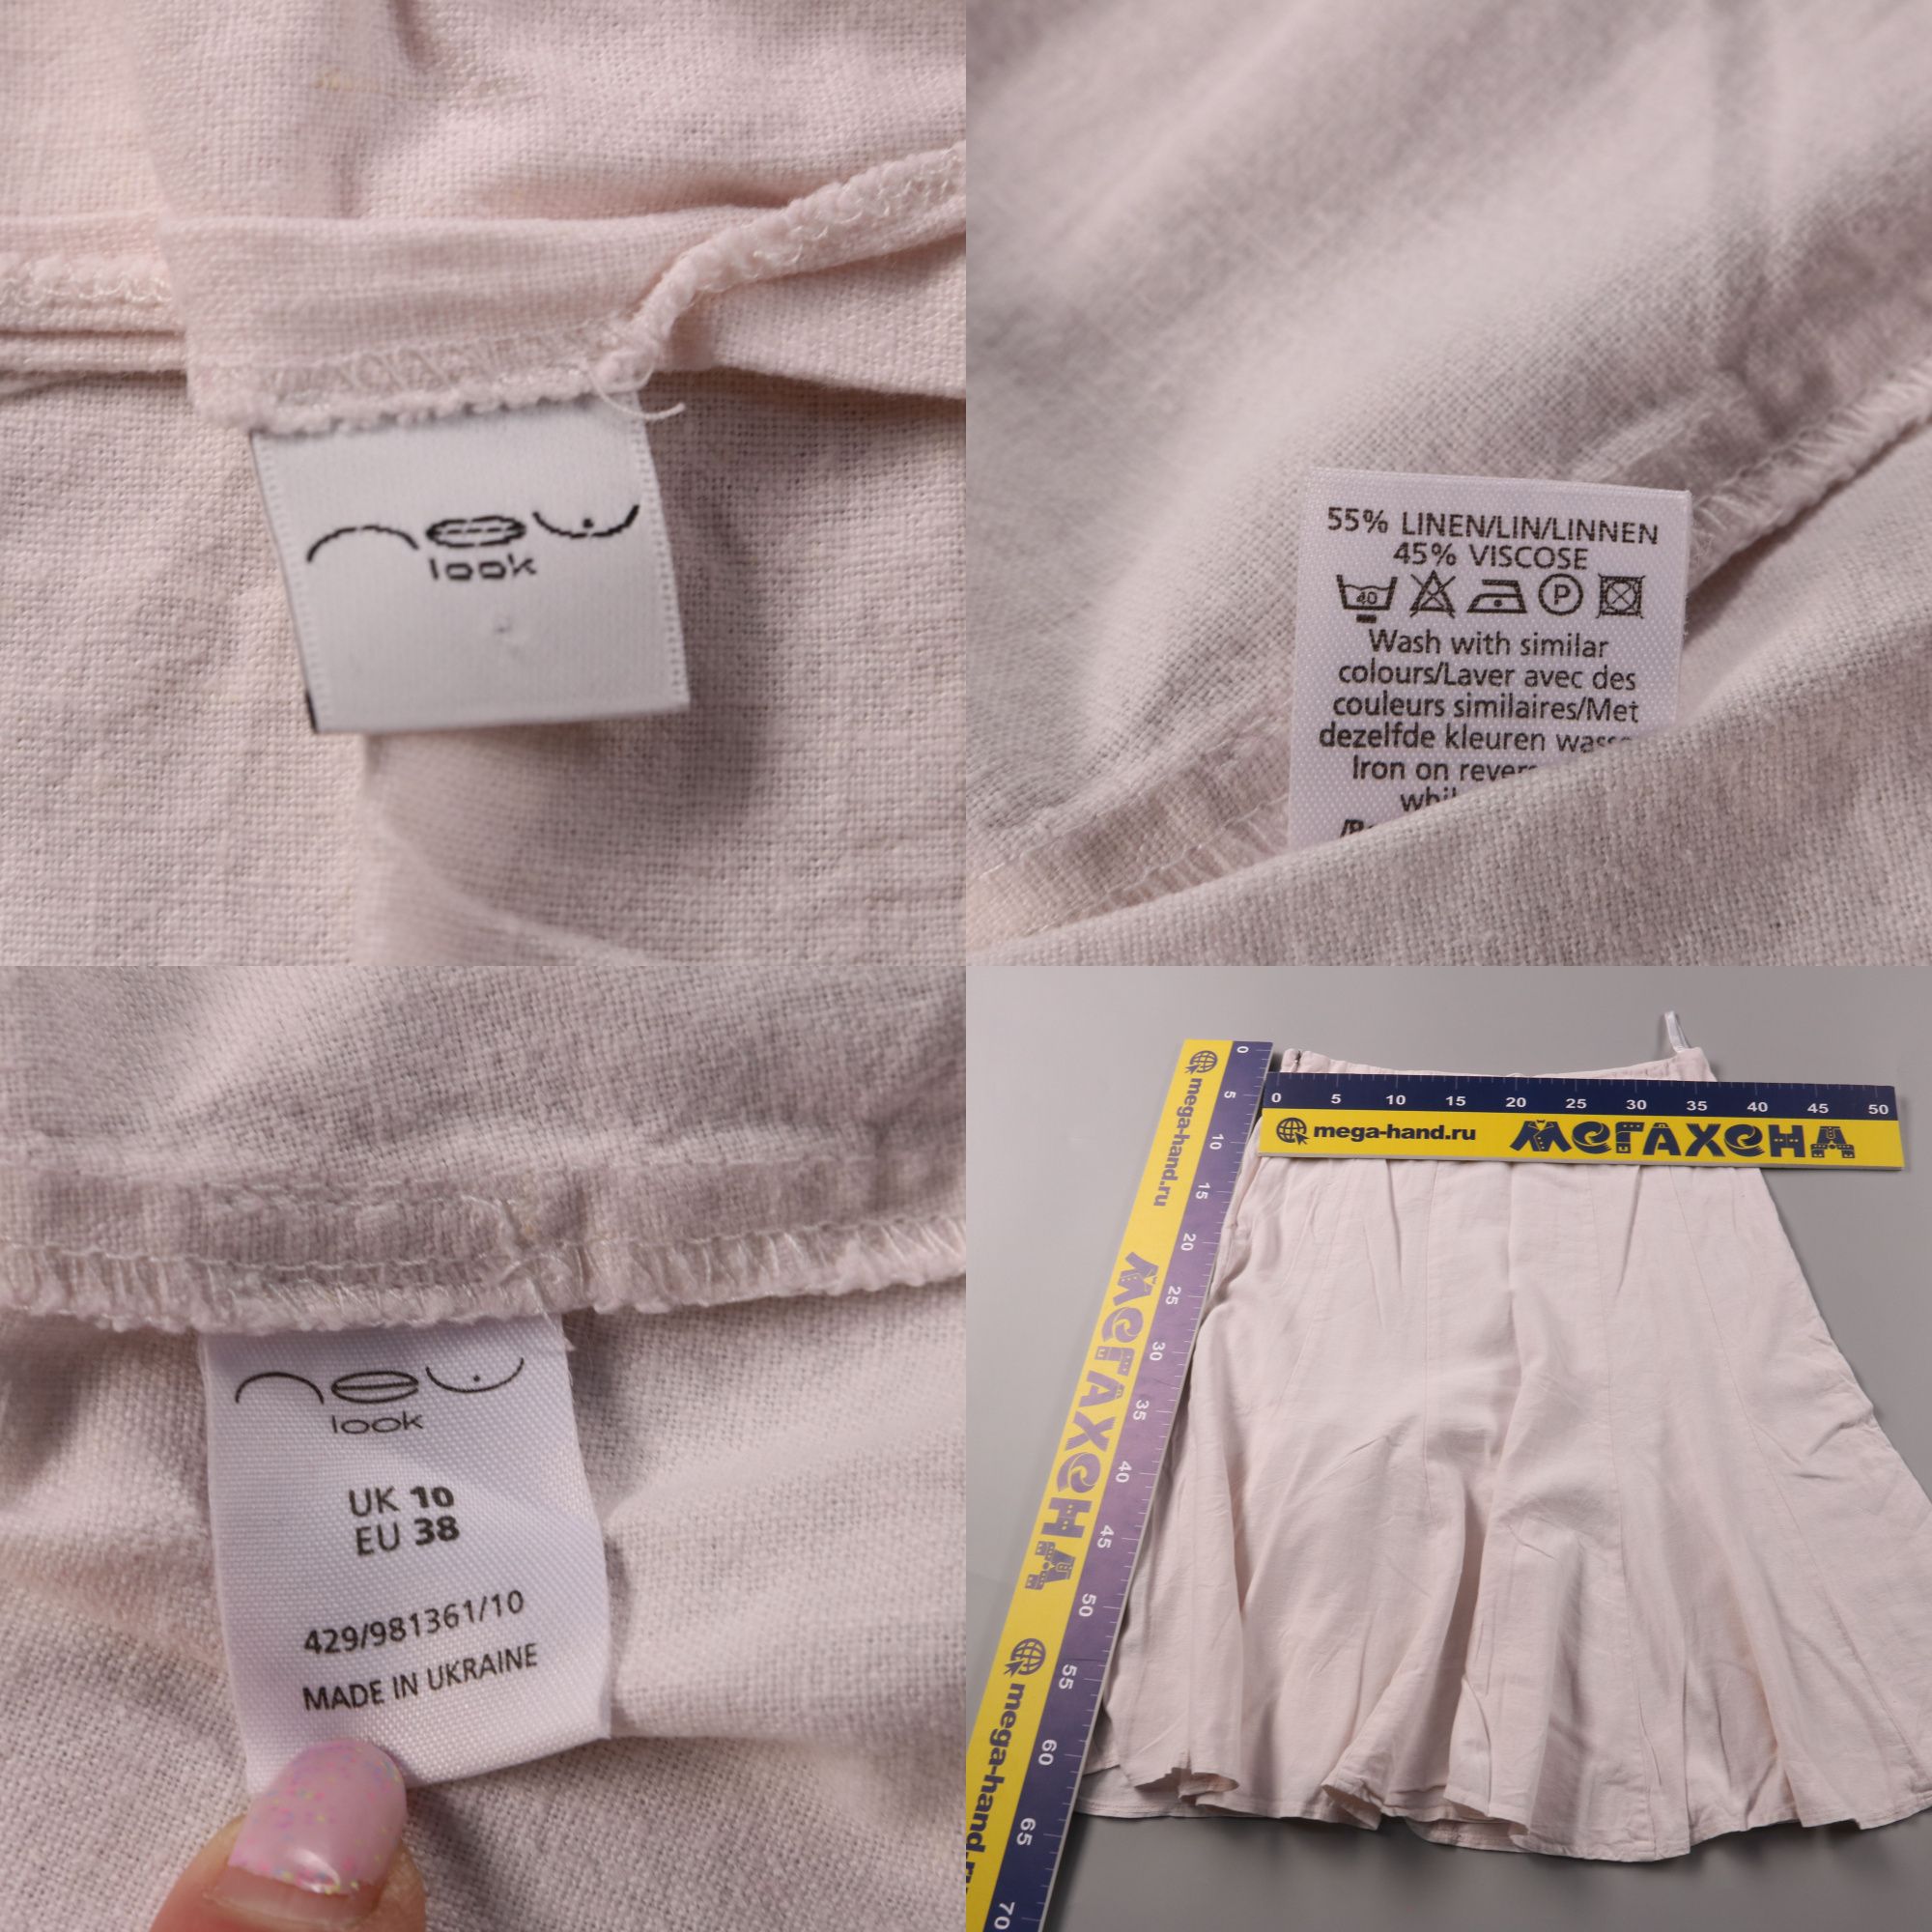 new
look
55% LINEN/LIN/LINNEN
45% VISCOSE
40 P
Wash with similar
colours/Laver avec des
couleurs similaires/Met
dezelfde kleuren
Iron on
new
look
UK 10
EU 38
429/981361/10
MADE IN UKRAINE
0 5 10 15 20 25 30 35 40 45 50
mega-hand.ru МЕГАХЕНД
0 5 10 15 20 25 30 35 40 45 50 55 60 65 70
mega-hand.ru МЕГАХЕНД mega-hand.ru